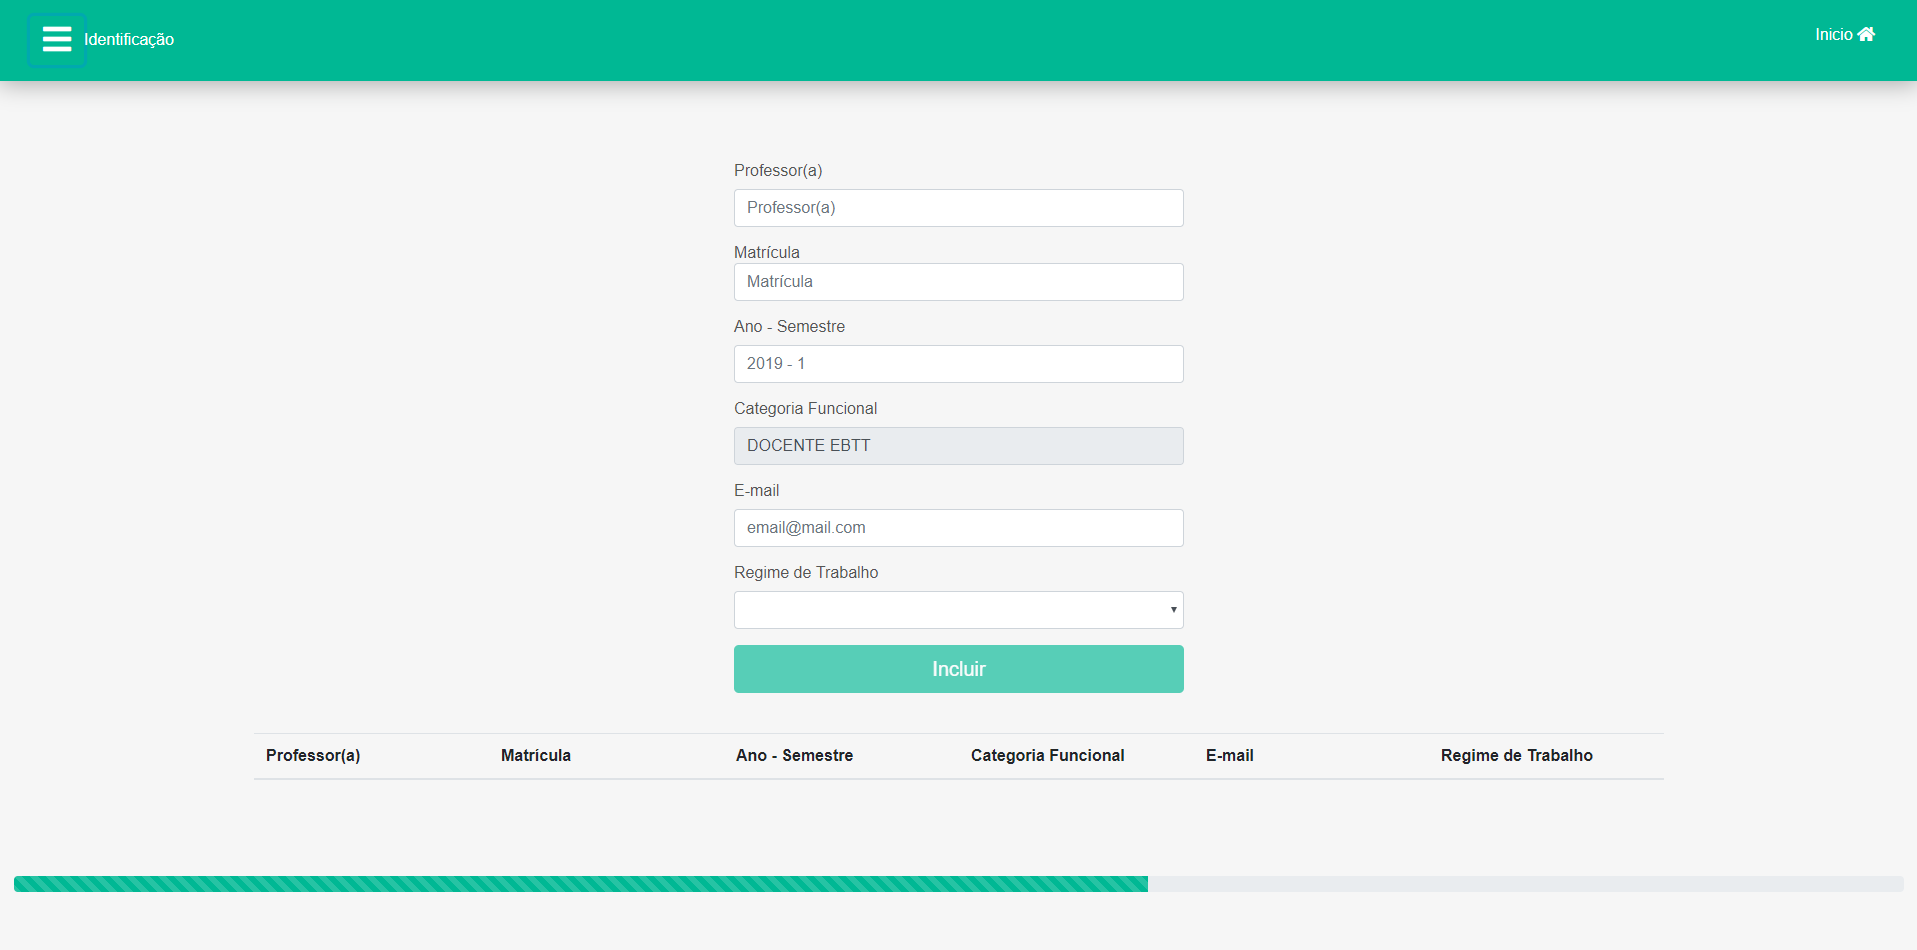 Identificação
Inicio
Professor(a)
Professor(a)
Matrícula
Matrícula
Ano - Semestre
2019 - 1
Categoria Funcional
DOCENTE EBTT
E-mail
email@mail.com
Regime de Trabalho
Incluir
Professor(a) Matrícula Ano - Semestre Categoria Funcional E-mail Regime de Trabalho